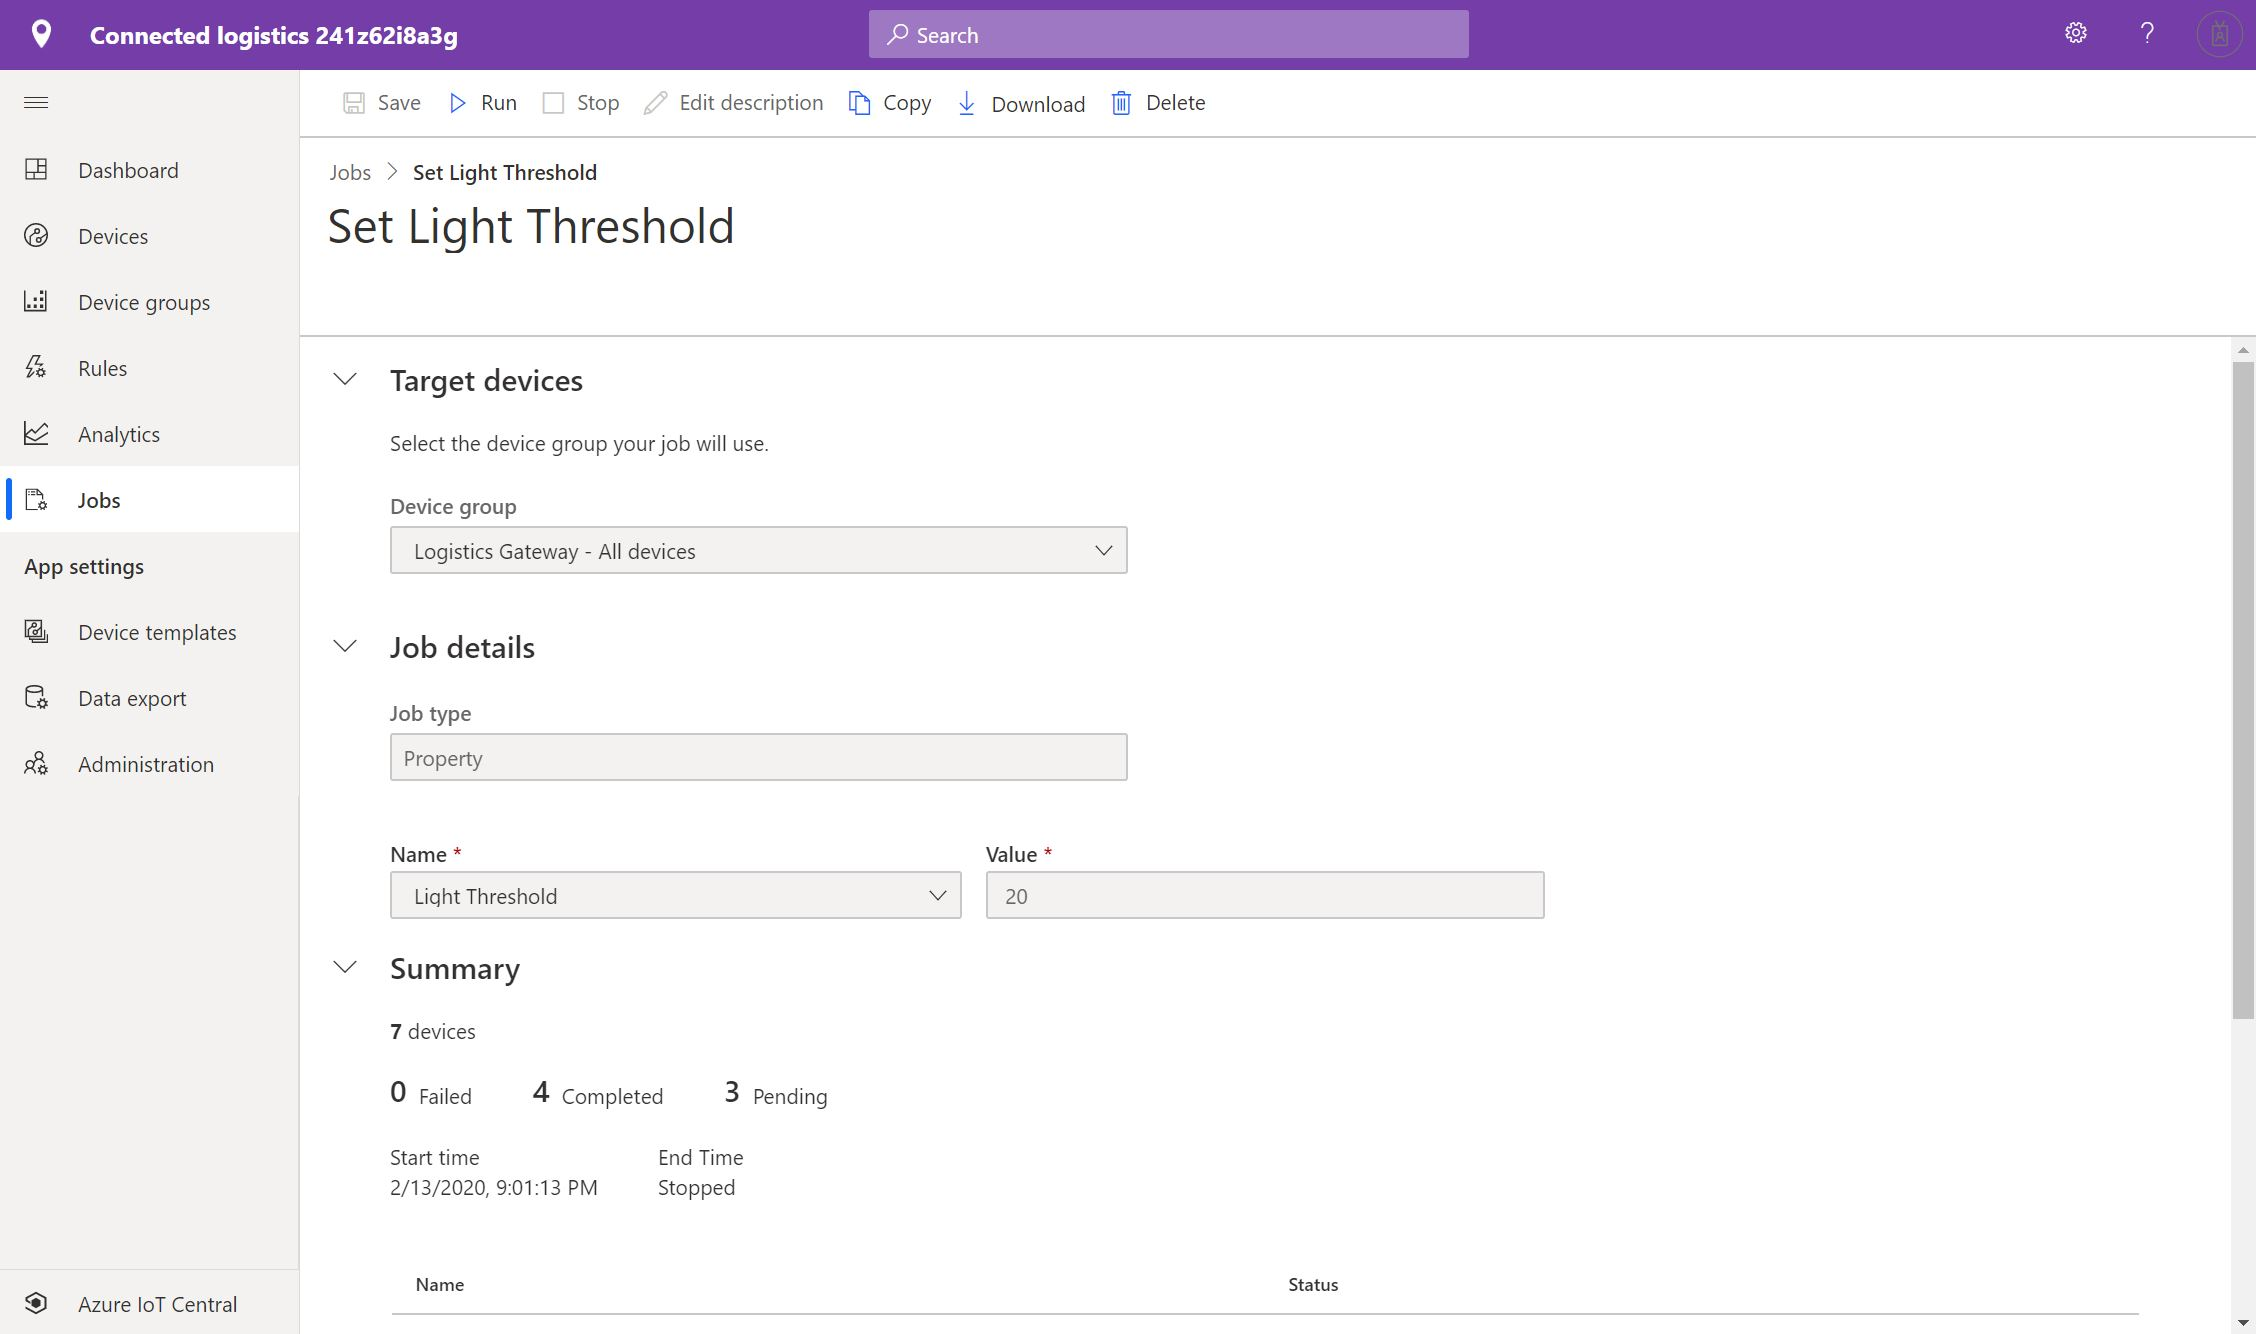 Connected logistics 241z62i8a3g
Search
Save Run Stop Edit description Copy Download Delete
Dashboard
Devices
Device groups
Rules
Analytics
Jobs
App settings
Device templates
Data export
Administration
Azure IoT Central
Jobs > Set Light Threshold
Set Light Threshold
Target devices
Select the device group your job will use.
Device group
Logistics Gateway - All devices
Job details
Job type
Property
Name * Value *
Light Threshold 20
Summary
7 devices
0 Failed 4 Completed 3 Pending
Start time End Time
2/13/2020, 9:01:13 PM Stopped
Name Status